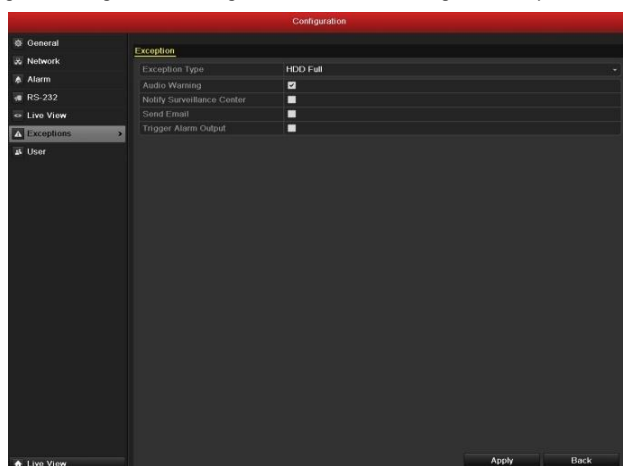 Configuration
General
Network
Alarm
RS-232
Live View
Exceptions
User
Exception
Exception Type HDD Full
Audio Warning
Notify Surveillance Center
Send Email
Trigger Alarm Output
Live View
Apply Back